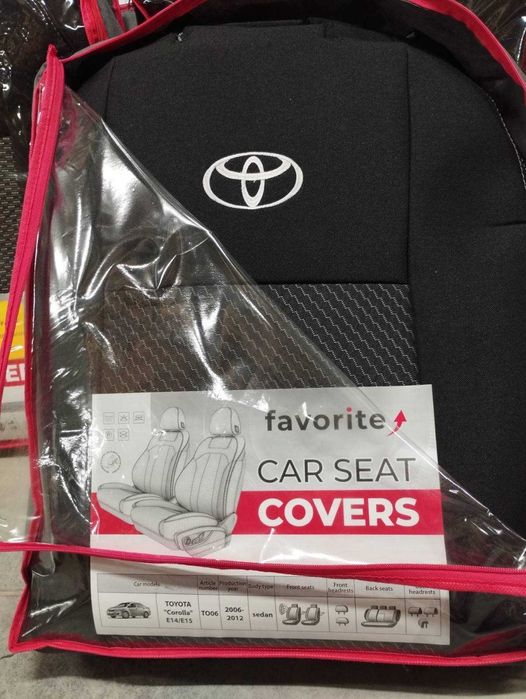 favorite
CAR SEAT
COVERS
Car models Article number Production year Body type Front seats Front headrests Back seats headrests
TOYOTA "Corolla" E14/E15 TO06 2006-2012 sedan